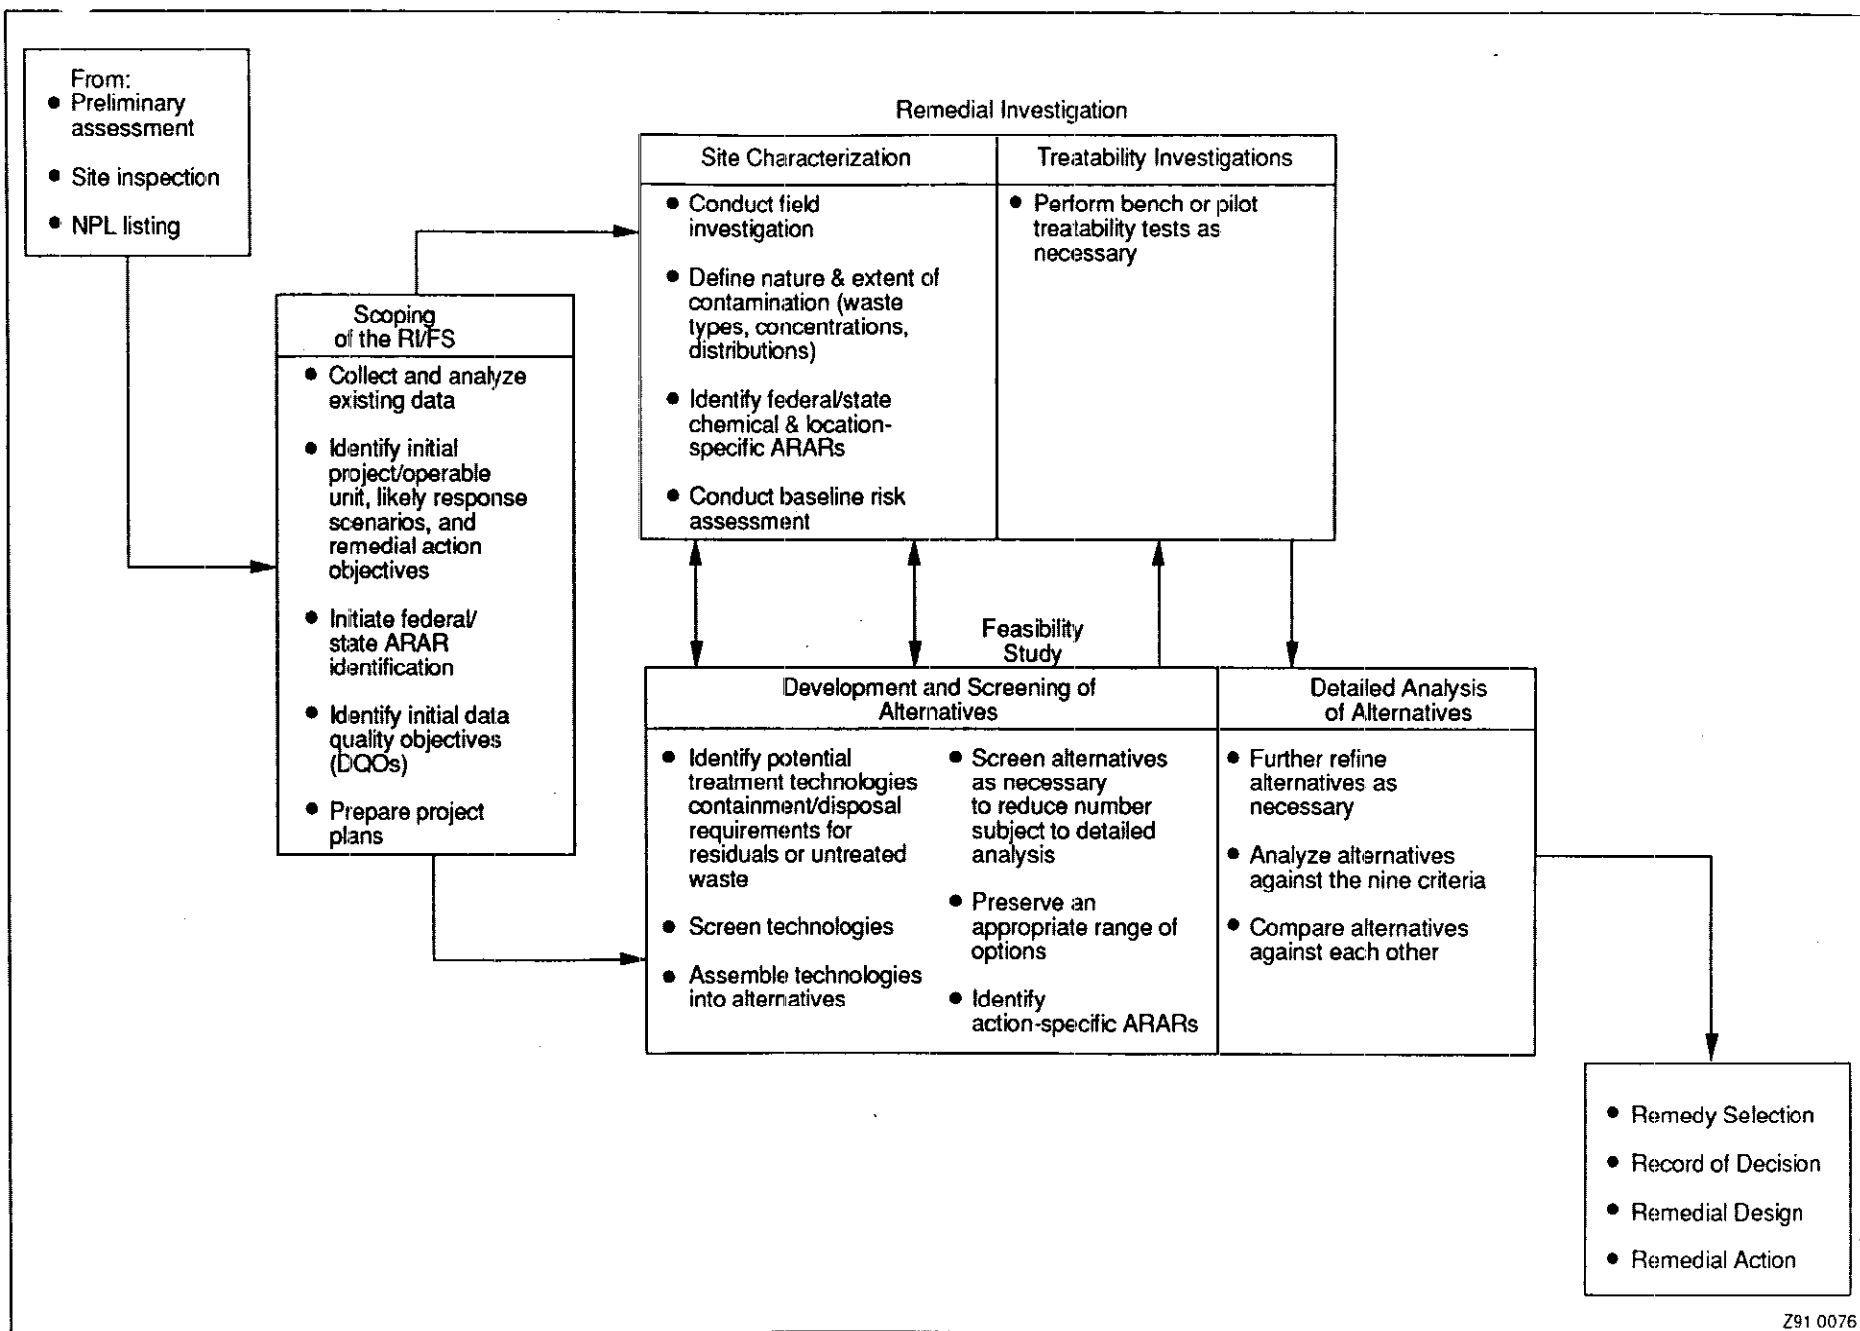 From:
● Preliminary
assessment
● Site inspection
● NPL listing
Scoping
of the RI/FS
● Collect and analyze
existing data
● Identify initial
project/operable
unit, likely response
scenarios, and
remedial action
objectives
● Initiate federal/
state ARAR
identification
● Identify initial data
quality objectives
(DQOs)
● Prepare project
plans
Remedial Investigation
Site Characterization
● Conduct field
investigation
● Define nature & extent of
contamination (waste
types, concentrations,
distributions)
● Identify federal/state
chemical & location-
specific ARARs
● Conduct baseline risk
assessment
Treatability Investigations
● Perform bench or pilot
treatability tests as
necessary
Feasibility
Study
Development and Screening of
Alternatives
● Identify potential
treatment technologies
containment/disposal
requirements for
residuals or untreated
waste
● Screen technologies
● Assemble technologies
into alternatives
● Screen alternatives
as necessary
to reduce number
subject to detailed
analysis
● Preserve an
appropriate range of
options
● Identify
action-specific ARARs
Detailed Analysis
of Alternatives
● Further refine
alternatives as
necessary
● Analyze alternatives
against the nine criteria
● Compare alternatives
against each other
● Remedy Selection
● Record of Decision
● Remedial Design
● Remedial Action
Z91 0076